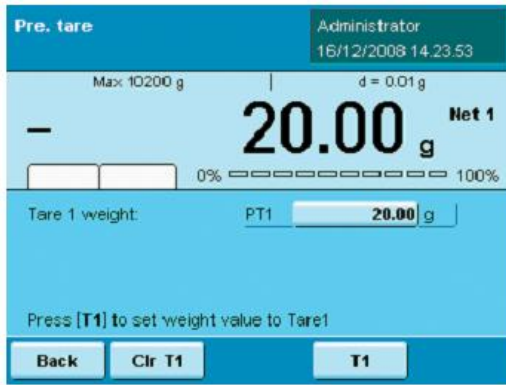 Pre. tare
Administrator
16/12/2008 14.23.53
Max 10200 g
d = 0.01 g
– 20.00 g Net 1
0% 100%
Tare 1 weight: PT1 20.00 g
Press [T1] to set weight value to Tare1
Back Clr T1 T1